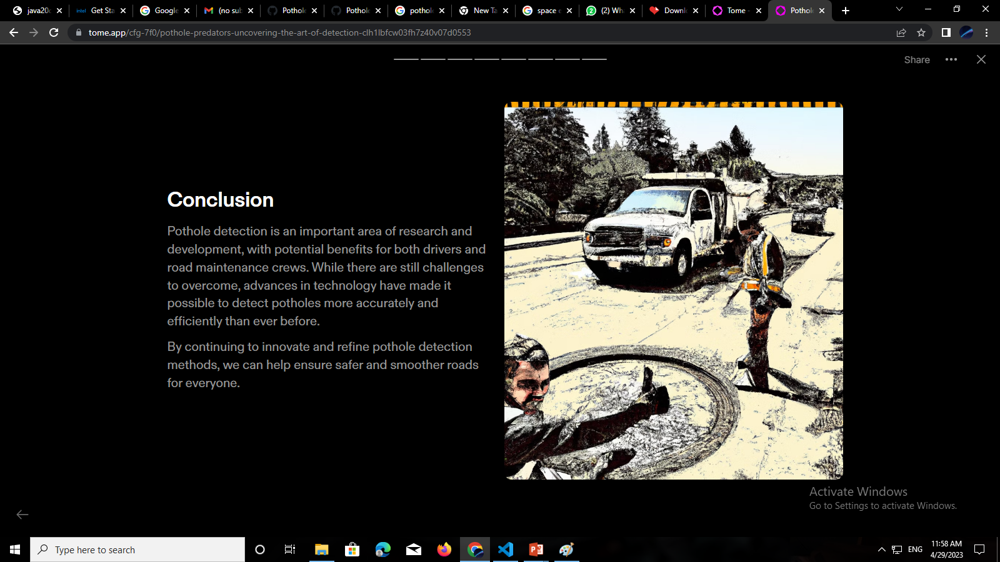 java20
Get Sta
Google
(no sub
Pothole
Pothole
pothole
New Ta
space e
(2) Wha
Downl
Tome -
Pothol
tome.app/cfg-7f0/pothole-predators-uncovering-the-art-of-detection-clh1lbfcw03fh7z40v07d0553
Share
Conclusion
Pothole detection is an important area of research and
development, with potential benefits for both drivers and
road maintenance crews. While there are still challenges
to overcome, advances in technology have made it
possible to detect potholes more accurately and
efficiently than ever before.
By continuing to innovate and refine pothole detection
methods, we can help ensure safer and smoother roads
for everyone.
Activate Windows
Go to Settings to activate Windows.
Type here to search
ENG
11:58 AM
4/29/2023